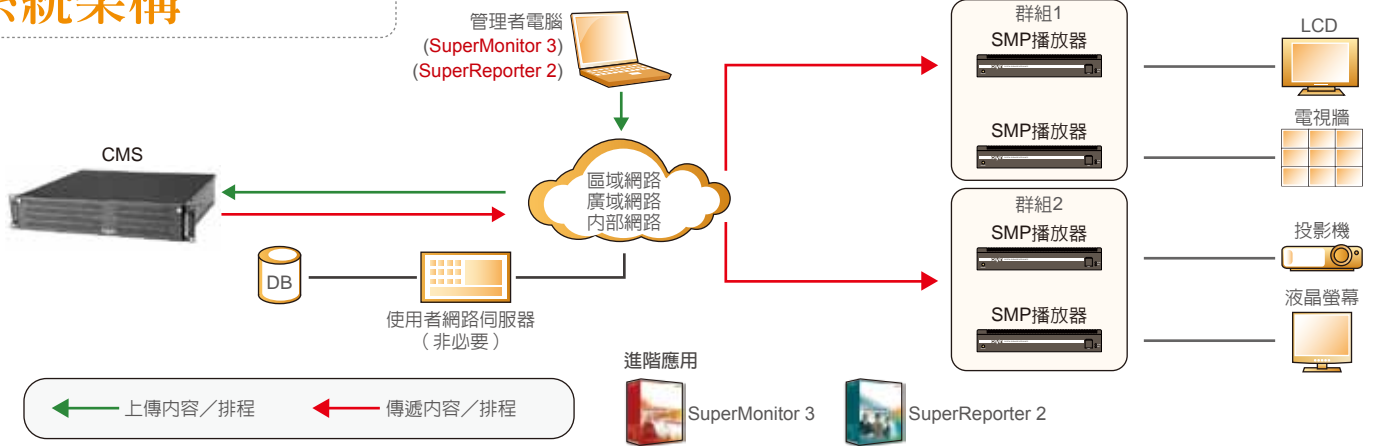 系統架構
管理者電腦
(SuperMonitor 3)
(SuperReporter 2)
CMS
區域網路
廣域網路
內部網路
DB
使用者網路伺服器
（非必要）
群組1
SMP播放器
SMP播放器
群組2
SMP播放器
SMP播放器
LCD
電視牆
投影機
液晶螢幕
上傳內容／排程
傳遞內容／排程
進階應用
SuperMonitor 3
SuperReporter 2